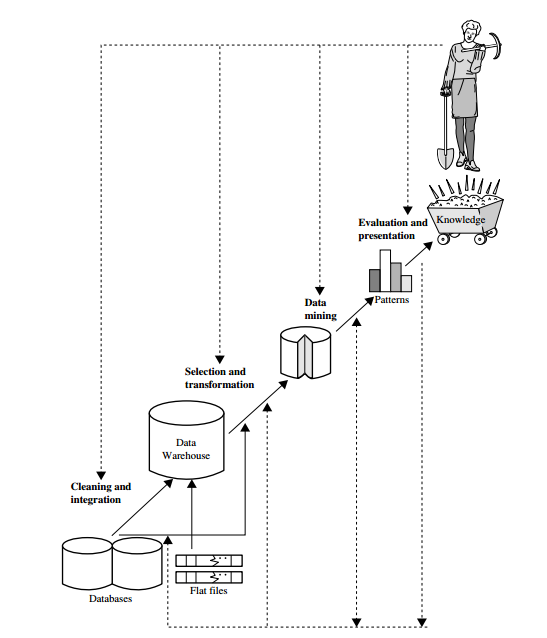 Knowledge
Evaluation and
presentation
Patterns
Data
mining
Selection and
transformation
Data
Warehouse
Cleaning and
integration
Databases
Flat files